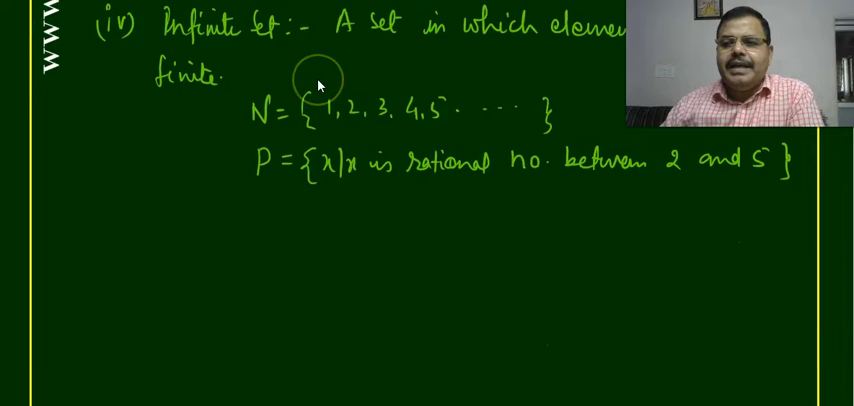 (iv) Infinite Set:- A set in which elemen
finite.
N = { 1, 2, 3, 4, 5 . . . . . }
P = { x | x is rational no. between 2 and 5 }